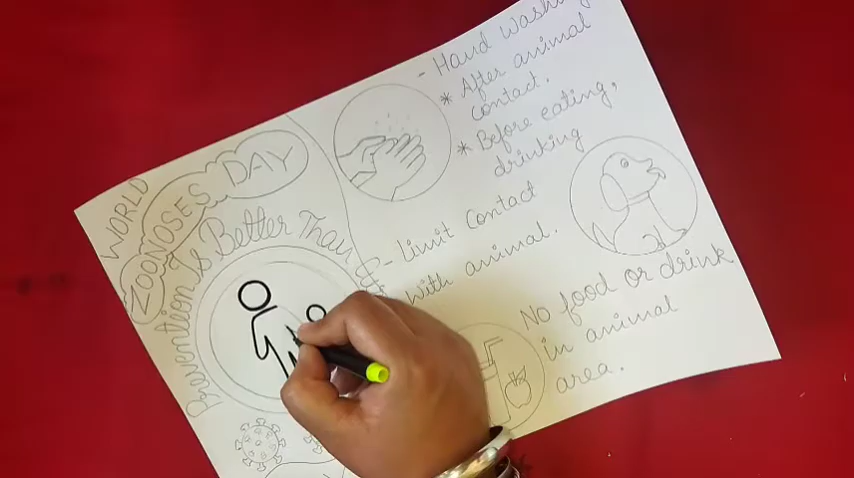 WORLD
ZOONOSES DAY
Prevention Is Better Than
- Hand Washing
* After animal
contact.
* Before eating,
drinking
- Limit Contact
With animal.
No food or drink
in animal
area.